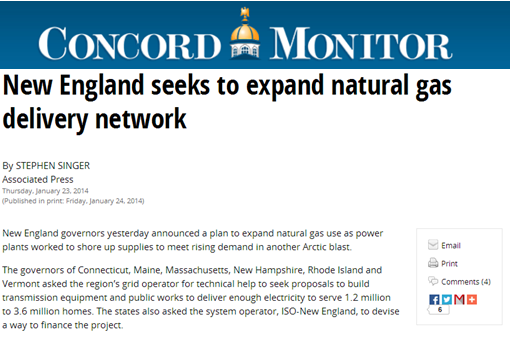 CONCORD MONITOR
New England seeks to expand natural gas
delivery network
By STEPHEN SINGER
Associated Press
Thursday, January 23, 2014
(Published in print: Friday, January 24, 2014)
New England governors yesterday announced a plan to expand natural gas use as power
plants worked to shore up supplies to meet rising demand in another Arctic blast.
The governors of Connecticut, Maine, Massachusetts, New Hampshire, Rhode Island and
Vermont asked the region's grid operator for technical help to seek proposals to build
transmission equipment and public works to deliver enough electricity to serve 1.2 million
to 3.6 million homes. The states also asked the system operator, ISO-New England, to devise
a way to finance the project.
Email
Print
Comments (4)
6